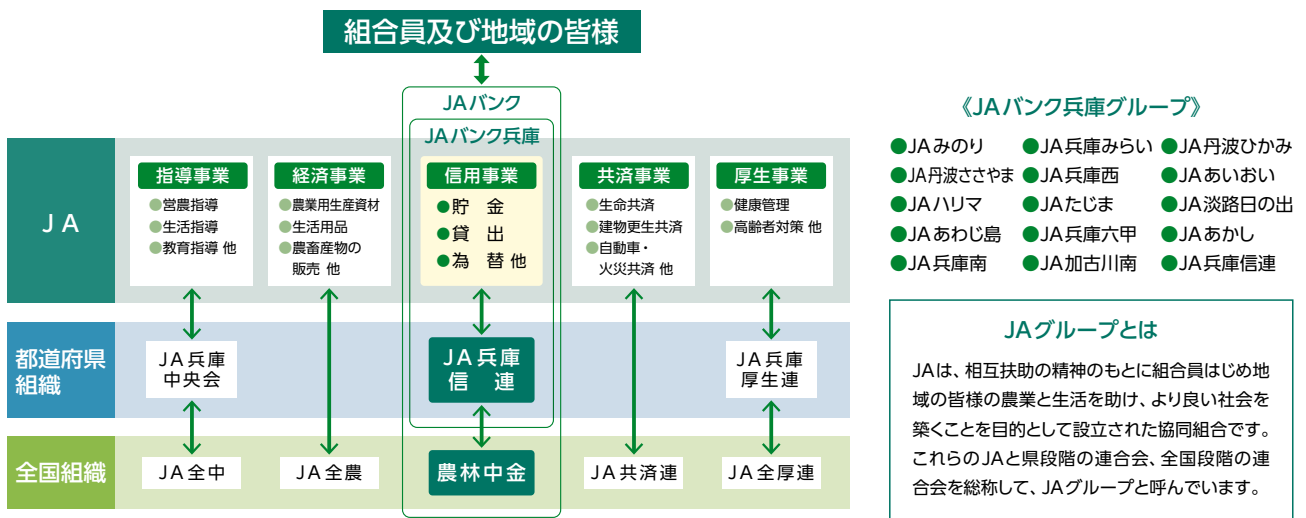 組合員及び地域の皆様
JAバンク
JAバンク兵庫
JA
指導事業
●営農指導
●生活指導
●教育指導 他
経済事業
●農業用生産資材
●生活用品
●農畜産物の
販売 他
信用事業
●貯 金
●貸 出
●為 替 他
共済事業
●生命共済
●建物更生共済
●自動車・
火災共済 他
厚生事業
●健康管理
●高齢者対策 他
都道府県
組織
JA兵庫
中央会
JA兵庫
信 連
JA兵庫
厚生連
全国組織
JA全中
JA全農
農林中金
JA共済連
JA全厚連
《JAバンク兵庫グループ》
●JAみのり ●JA兵庫みらい ●JA丹波ひかみ
●JA丹波ささやま ●JA兵庫西 ●JAあいおい
●JAハリマ ●JAたじま ●JA淡路日の出
●JAあわじ島 ●JA兵庫六甲 ●JAあかし
●JA兵庫南 ●JA加古川南 ●JA兵庫信連
JAグループとは
JAは、相互扶助の精神のもとに組合員はじめ地
域の皆様の農業と生活を助け、より良い社会を
築くことを目的として設立された協同組合です。
これらのJAと県段階の連合会、全国段階の連
合会を総称して、JAグループと呼んでいます。